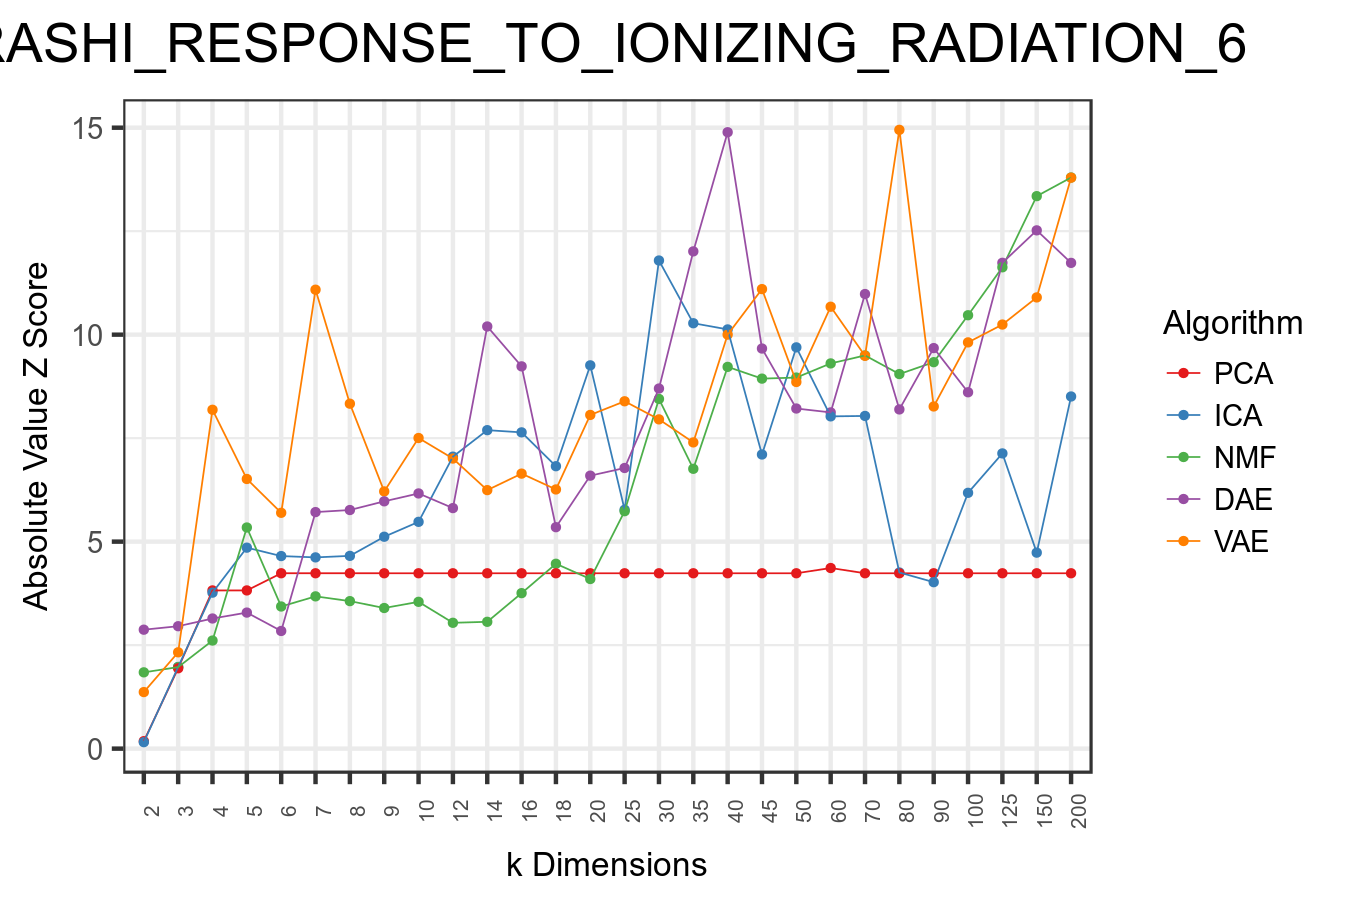 RASHI_RESPONSE_TO_IONIZING_RADIATION_6
Absolute Value Z Score
15
10
5
0
2 3 4 5 6 7 8 9 10 12 14 16 18 20 25 30 35 40 45 50 60 70 80 90 100 125 150 200
k Dimensions
Algorithm
PCA
ICA
NMF
DAE
VAE